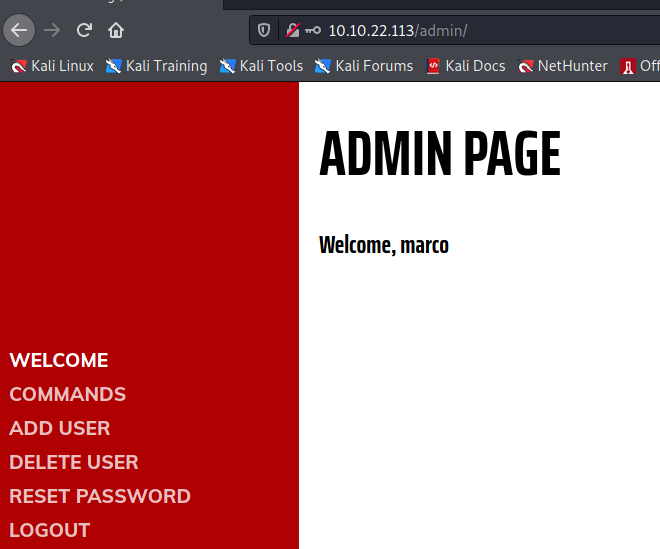 10.10.22.113/admin/
Kali Linux Kali Training Kali Tools Kali Forums Kali Docs NetHunter Off
ADMIN PAGE
Welcome, marco
WELCOME
COMMANDS
ADD USER
DELETE USER
RESET PASSWORD
LOGOUT